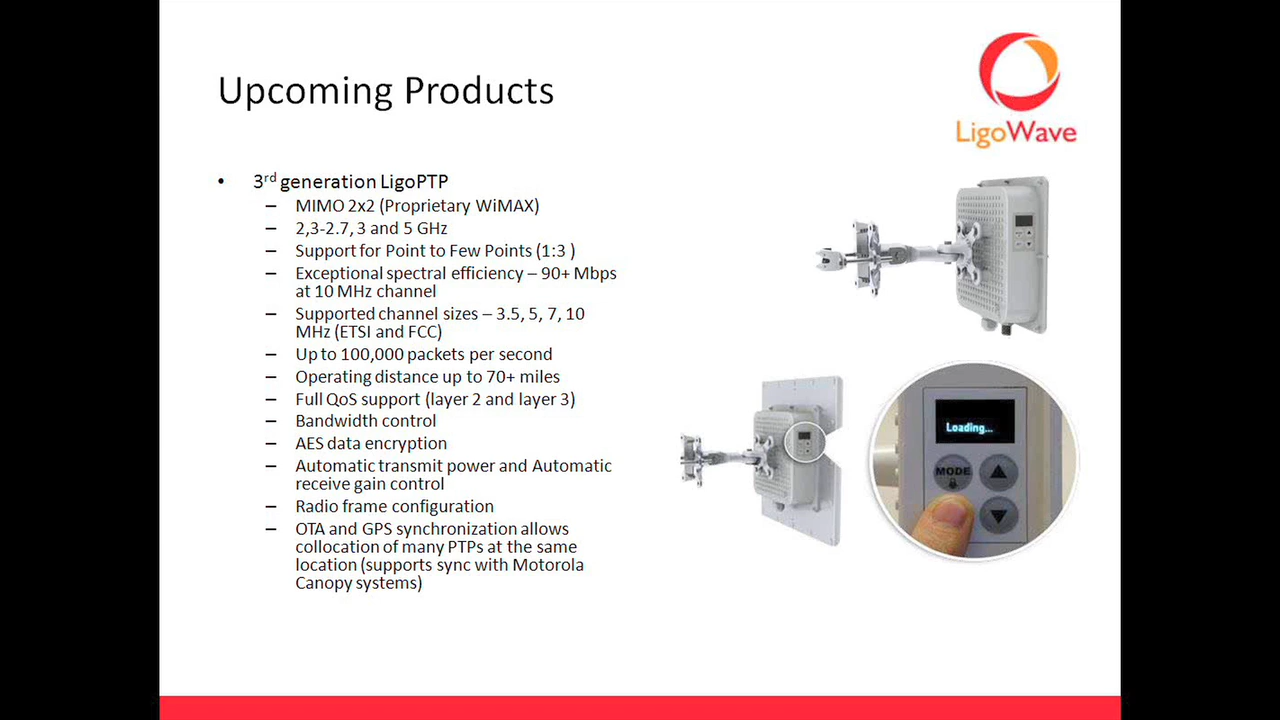 Upcoming Products
LigoWave
• 3rd generation LigoPTP
– MIMO 2x2 (Proprietary WiMAX)
– 2,3-2.7, 3 and 5 GHz
– Support for Point to Few Points (1:3 )
– Exceptional spectral efficiency – 90+ Mbps
at 10 MHz channel
– Supported channel sizes – 3.5, 5, 7, 10
MHz (ETSI and FCC)
– Up to 100,000 packets per second
– Operating distance up to 70+ miles
– Full QoS support (layer 2 and layer 3)
– Bandwidth control
– AES data encryption
– Automatic transmit power and Automatic
receive gain control
– Radio frame configuration
– OTA and GPS synchronization allows
collocation of many PTPs at the same
location (supports sync with Motorola
Canopy systems)
Loading...
MODE